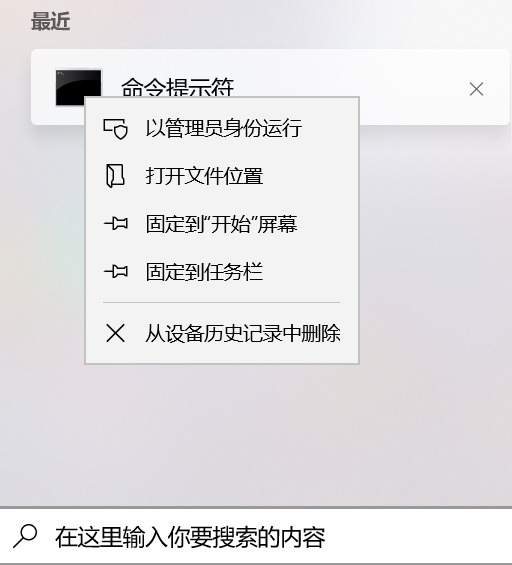 最近
命令提示符
以管理员身份运行
打开文件位置
固定到“开始”屏幕
固定到任务栏
从设备历史记录中删除
在这里输入你要搜索的内容